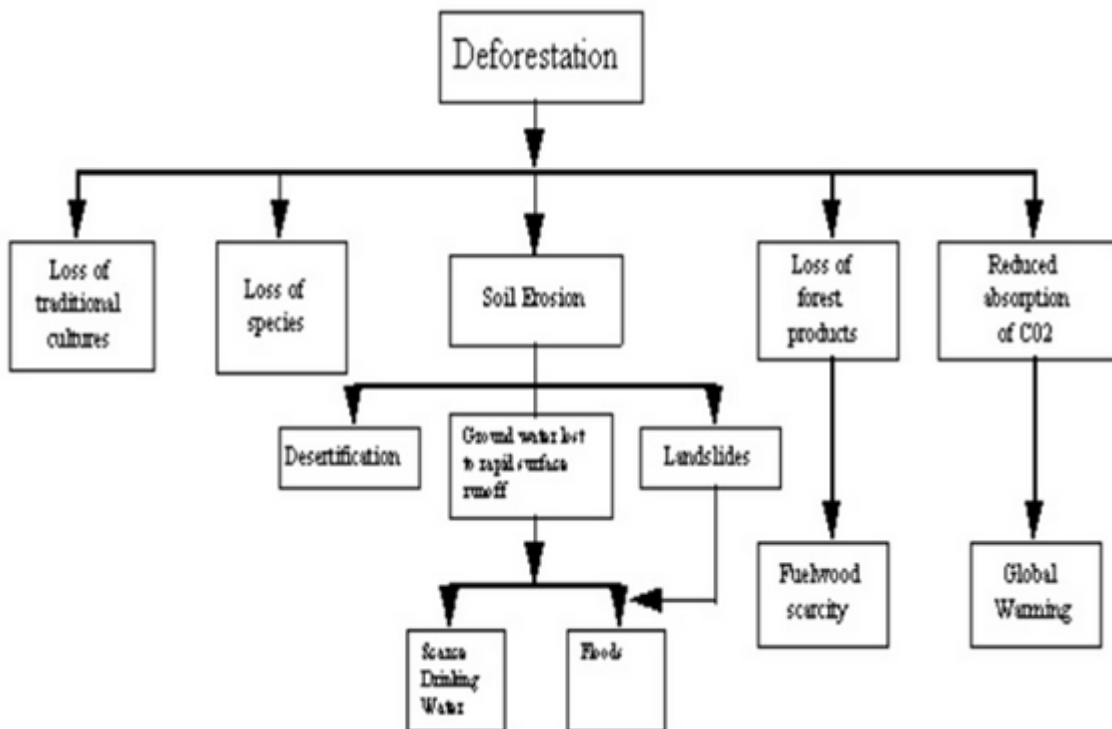 Deforestation
Loss of
traditional
cultures
Loss of
species
Soil Erosion
Loss of
forest
products
Reduced
absorption
of C02
Desertification
Ground water lost
to rapid surface
runoff
Landslides
Fuelwood
scarcity
Global
Warming
Scarce
Drinking
Water
Floods